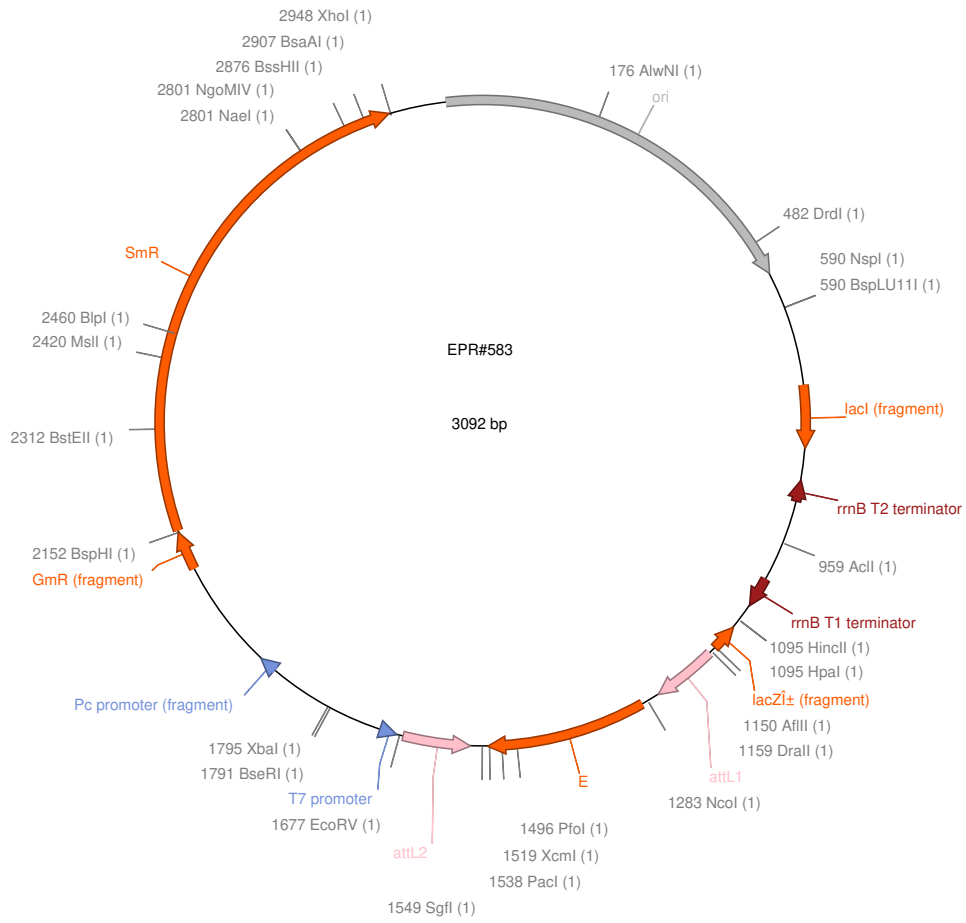 2948 XhoI (1)
2907 BsaAI (1)
2876 BssHII (1)
2801 NgoMIV (1)
2801 NaeI (1)
176 AlwNI (1)
ori
482 DrdI (1)
590 NspI (1)
590 BspLU11I (1)
SmR
2460 BlpI (1)
2420 MslI (1)
2312 BstEII (1)
EPR#583
3092 bp
lacI (fragment)
rrnB T2 terminator
959 AclI (1)
2152 BspHI (1)
GmR (fragment)
rrnB T1 terminator
1095 HincII (1)
1095 HpaI (1)
lacZÎ± (fragment)
Pc promoter (fragment)
1150 AflII (1)
1159 DraII (1)
attL1
1283 NcoI (1)
1795 XbaI (1)
1791 BseRI (1)
T7 promoter
1677 EcoRV (1)
attL2
E
1496 PfoI (1)
1519 XcmI (1)
1538 PacI (1)
1549 SgfI (1)